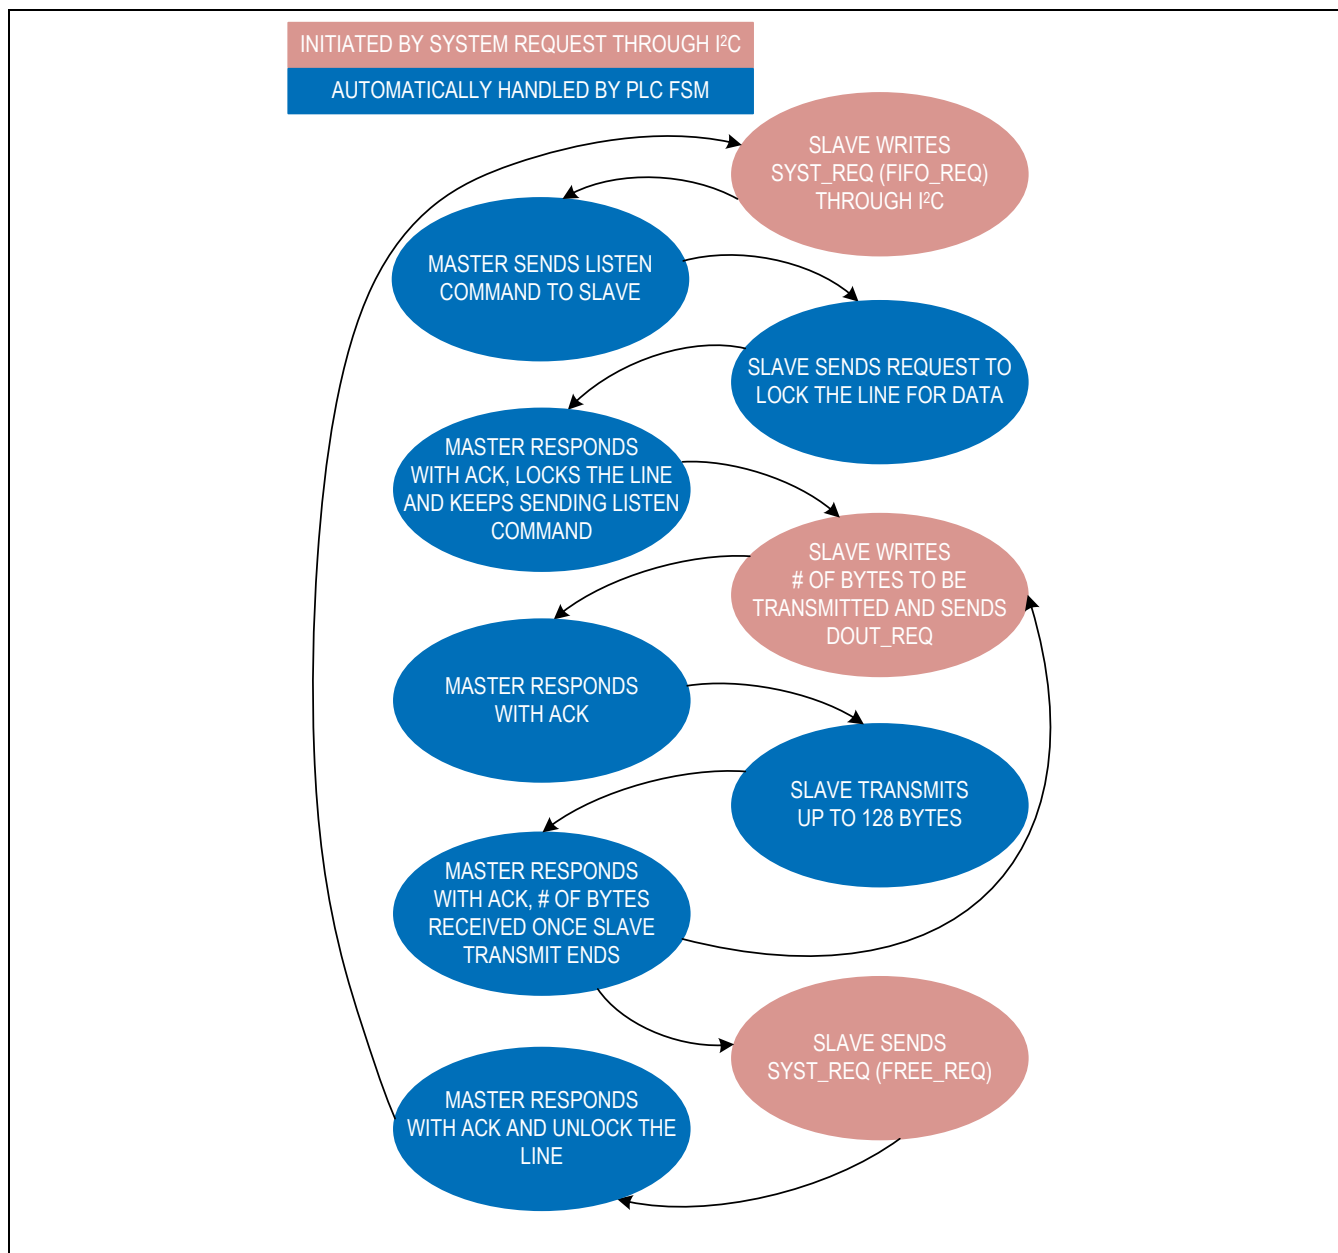 INITIATED BY SYSTEM REQUEST THROUGH I²C
AUTOMATICALLY HANDLED BY PLC FSM
SLAVE WRITES
SYST_REQ (FIFO_REQ)
THROUGH I²C
MASTER SENDS LISTEN
COMMAND TO SLAVE
SLAVE SENDS REQUEST TO
LOCK THE LINE FOR DATA
MASTER RESPONDS
WITH ACK, LOCKS THE LINE
AND KEEPS SENDING LISTEN
COMMAND
SLAVE WRITES
# OF BYTES TO BE
TRANSMITTED AND SENDS
DOUT_REQ
MASTER RESPONDS
WITH ACK
SLAVE TRANSMITS
UP TO 128 BYTES
MASTER RESPONDS
WITH ACK, # OF BYTES
RECEIVED ONCE SLAVE
TRANSMIT ENDS
SLAVE SENDS
SYST_REQ (FREE_REQ)
MASTER RESPONDS
WITH ACK AND UNLOCK THE
LINE